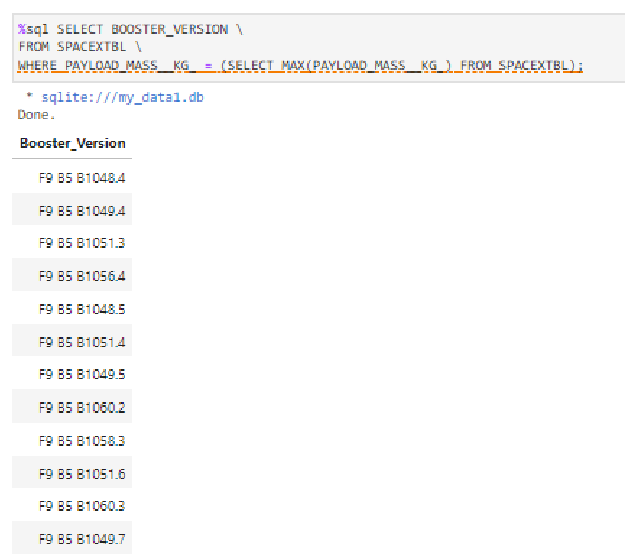 %sql SELECT BOOSTER_VERSION \
FROM SPACEXTBL \
WHERE PAYLOAD_MASS__KG_ = (SELECT MAX(PAYLOAD_MASS__KG_) FROM SPACEXTBL);
* sqlite:///my_data1.db
Done.
Booster_Version
F9 B5 B1048.4
F9 B5 B1049.4
F9 B5 B1051.3
F9 B5 B1056.4
F9 B5 B1048.5
F9 B5 B1051.4
F9 B5 B1049.5
F9 B5 B1060.2
F9 B5 B1058.3
F9 B5 B1051.6
F9 B5 B1060.3
F9 B5 B1049.7